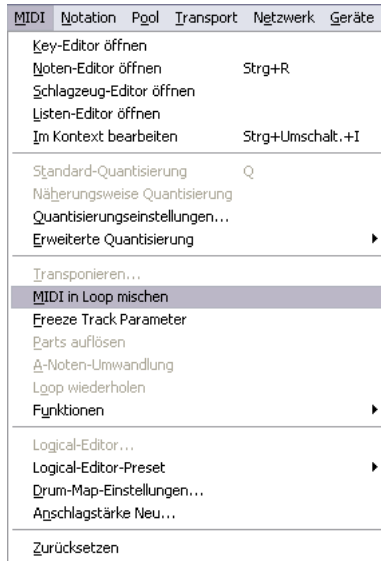 MIDI Notation Pool Transport Netzwerk Geräte
Key-Editor öffnen
Noten-Editor öffnen Strg+R
Schlagzeug-Editor öffnen
Listen-Editor öffnen
Im Kontext bearbeiten Strg+Umschalt.+I
Standard-Quantisierung Q
Näherungsweise Quantisierung
Quantisierungseinstellungen...
Erweiterte Quantisierung
Transponieren...
MIDI in Loop mischen
Freeze Track Parameter
Parts auflösen
A-Noten-Umwandlung
Loop wiederholen
Funktionen
Logical-Editor...
Logical-Editor-Preset
Drum-Map-Einstellungen...
Anschlagstärke Neu...
Zurücksetzen